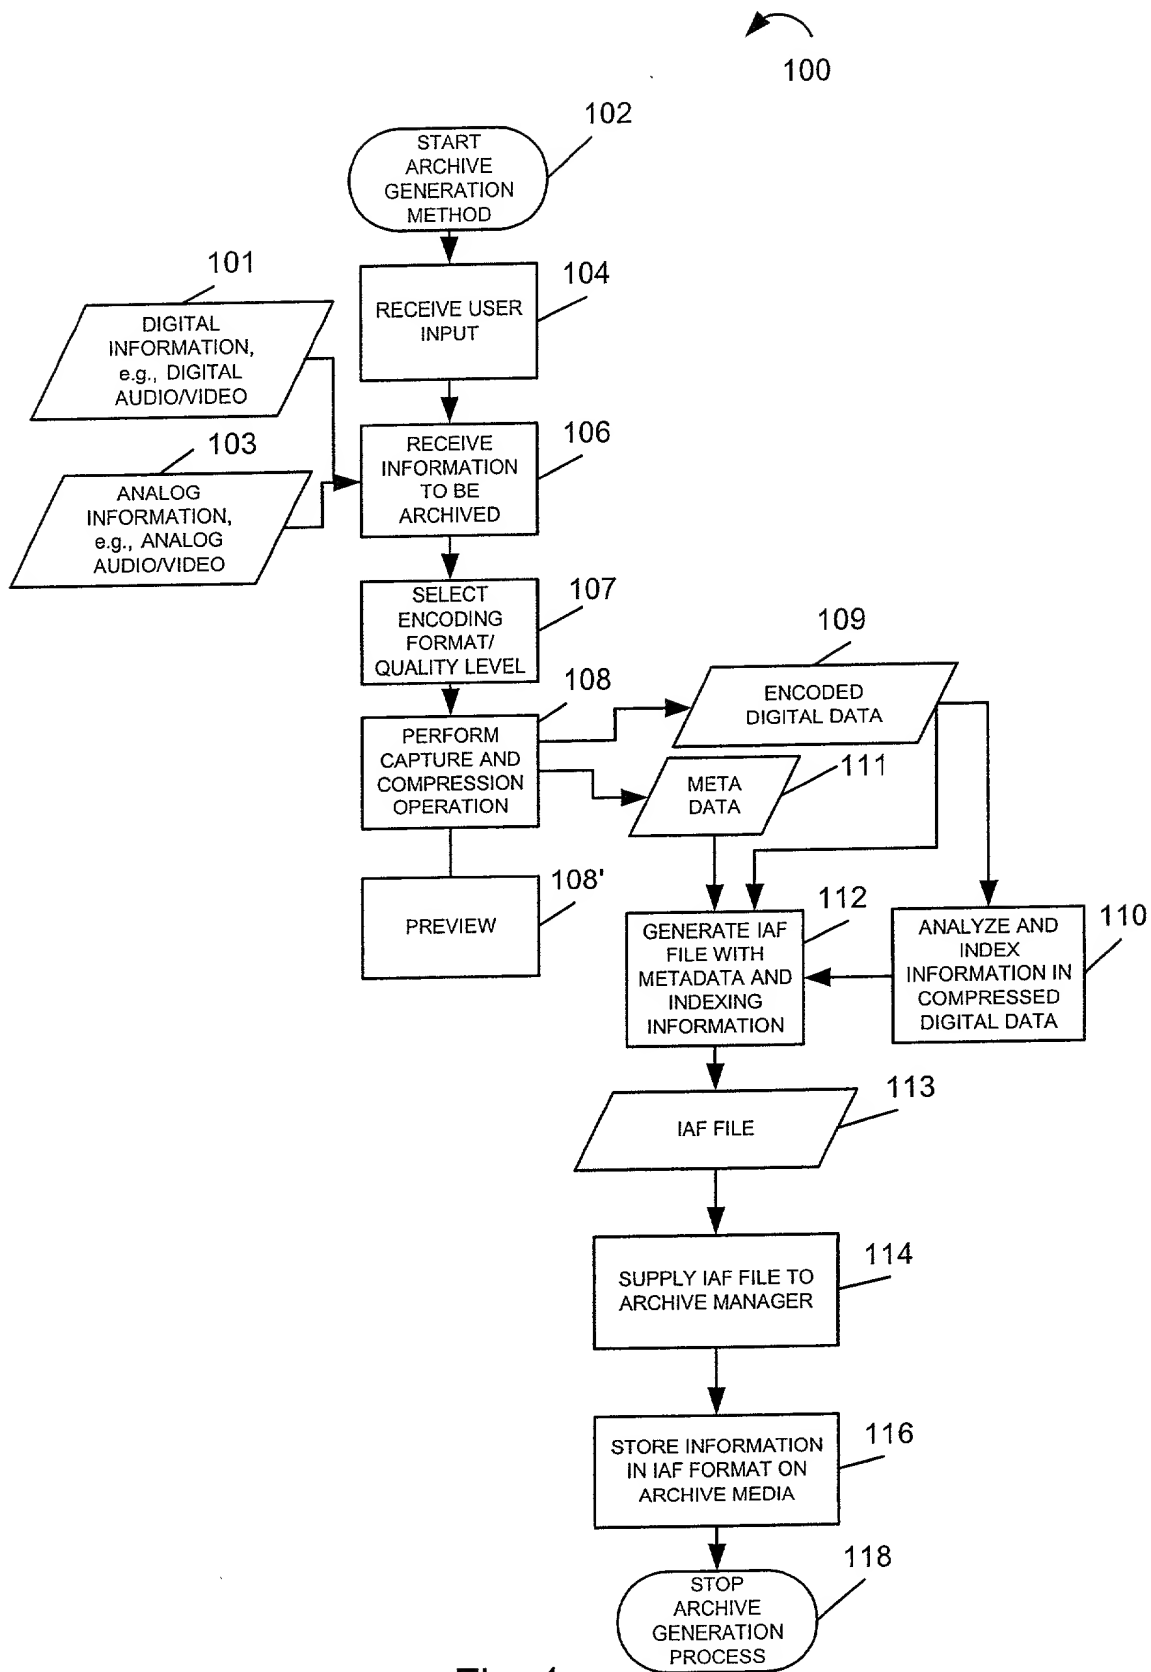 100
102
START
ARCHIVE
GENERATION
METHOD
101
104
DIGITAL
INFORMATION,
e.g., DIGITAL
AUDIO/VIDEO
RECEIVE USER
INPUT
103
106
ANALOG
INFORMATION,
e.g., ANALOG
AUDIO/VIDEO
RECEIVE
INFORMATION
TO BE
ARCHIVED
107
SELECT
ENCODING
FORMAT/
QUALITY LEVEL
109
108
ENCODED
DIGITAL DATA
PERFORM
CAPTURE AND
COMPRESSION
OPERATION
111
META
DATA
108'
PREVIEW
112
GENERATE IAF
FILE WITH
METADATA AND
INDEXING
INFORMATION
110
ANALYZE AND
INDEX
INFORMATION IN
COMPRESSED
DIGITAL DATA
113
IAF FILE
114
SUPPLY IAF FILE TO
ARCHIVE MANAGER
116
STORE INFORMATION
IN IAF FORMAT ON
ARCHIVE MEDIA
118
STOP
ARCHIVE
GENERATION
PROCESS